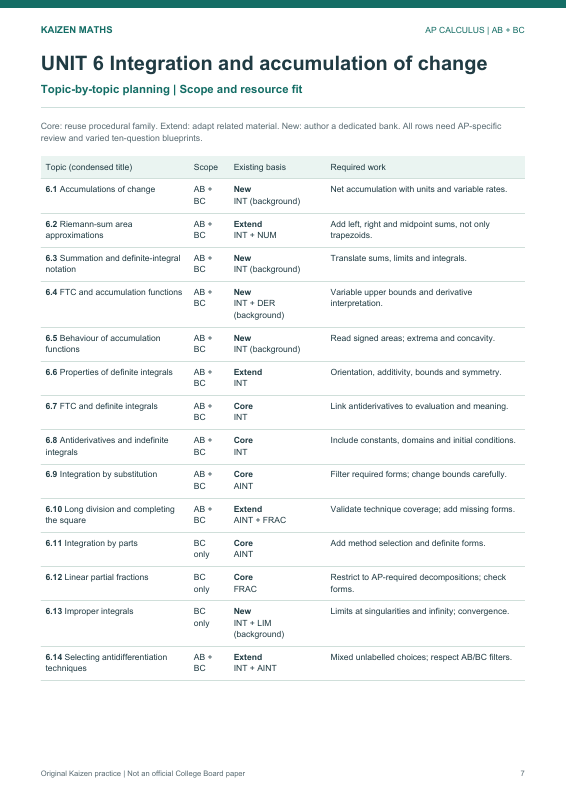 KAIZEN MATHS
AP CALCULUS | AB + BC
UNIT 6 Integration and accumulation of change
Topic-by-topic planning | Scope and resource fit
Core: reuse procedural family. Extend: adapt related material. New: author a dedicated bank. All rows need AP-specific
review and varied ten-question blueprints.
Topic (condensed title) Scope Existing basis Required work
6.1 Accumulations of change AB + New Net accumulation with units and variable rates.
BC INT (background)
6.2 Riemann-sum area AB + Extend Add left, right and midpoint sums, not only
approximations BC INT + NUM trapezoids.
6.3 Summation and definite-integral AB + New Translate sums, limits and integrals.
notation BC INT (background)
6.4 FTC and accumulation functions AB + New Variable upper bounds and derivative
BC INT + DER interpretation.
(background)
6.5 Behaviour of accumulation AB + New Read signed areas; extrema and concavity.
functions BC INT (background)
6.6 Properties of definite integrals AB + Extend Orientation, additivity, bounds and symmetry.
BC INT
6.7 FTC and definite integrals AB + Core Link antiderivatives to evaluation and meaning.
BC INT
6.8 Antiderivatives and indefinite AB + Core Include constants, domains and initial conditions.
integrals BC INT
6.9 Integration by substitution AB + Core Filter required forms; change bounds carefully.
BC AINT
6.10 Long division and completing AB + Extend Validate technique coverage; add missing forms.
the square BC AINT + FRAC
6.11 Integration by parts BC Core Add method selection and definite forms.
only AINT
6.12 Linear partial fractions BC Core Restrict to AP-required decompositions; check
only FRAC forms.
6.13 Improper integrals BC New Limits at singularities and infinity; convergence.
only INT + LIM
(background)
6.14 Selecting antidifferentiation AB + Extend Mixed unlabelled choices; respect AB/BC filters.
techniques BC INT + AINT
Original Kaizen practice | Not an official College Board paper
7